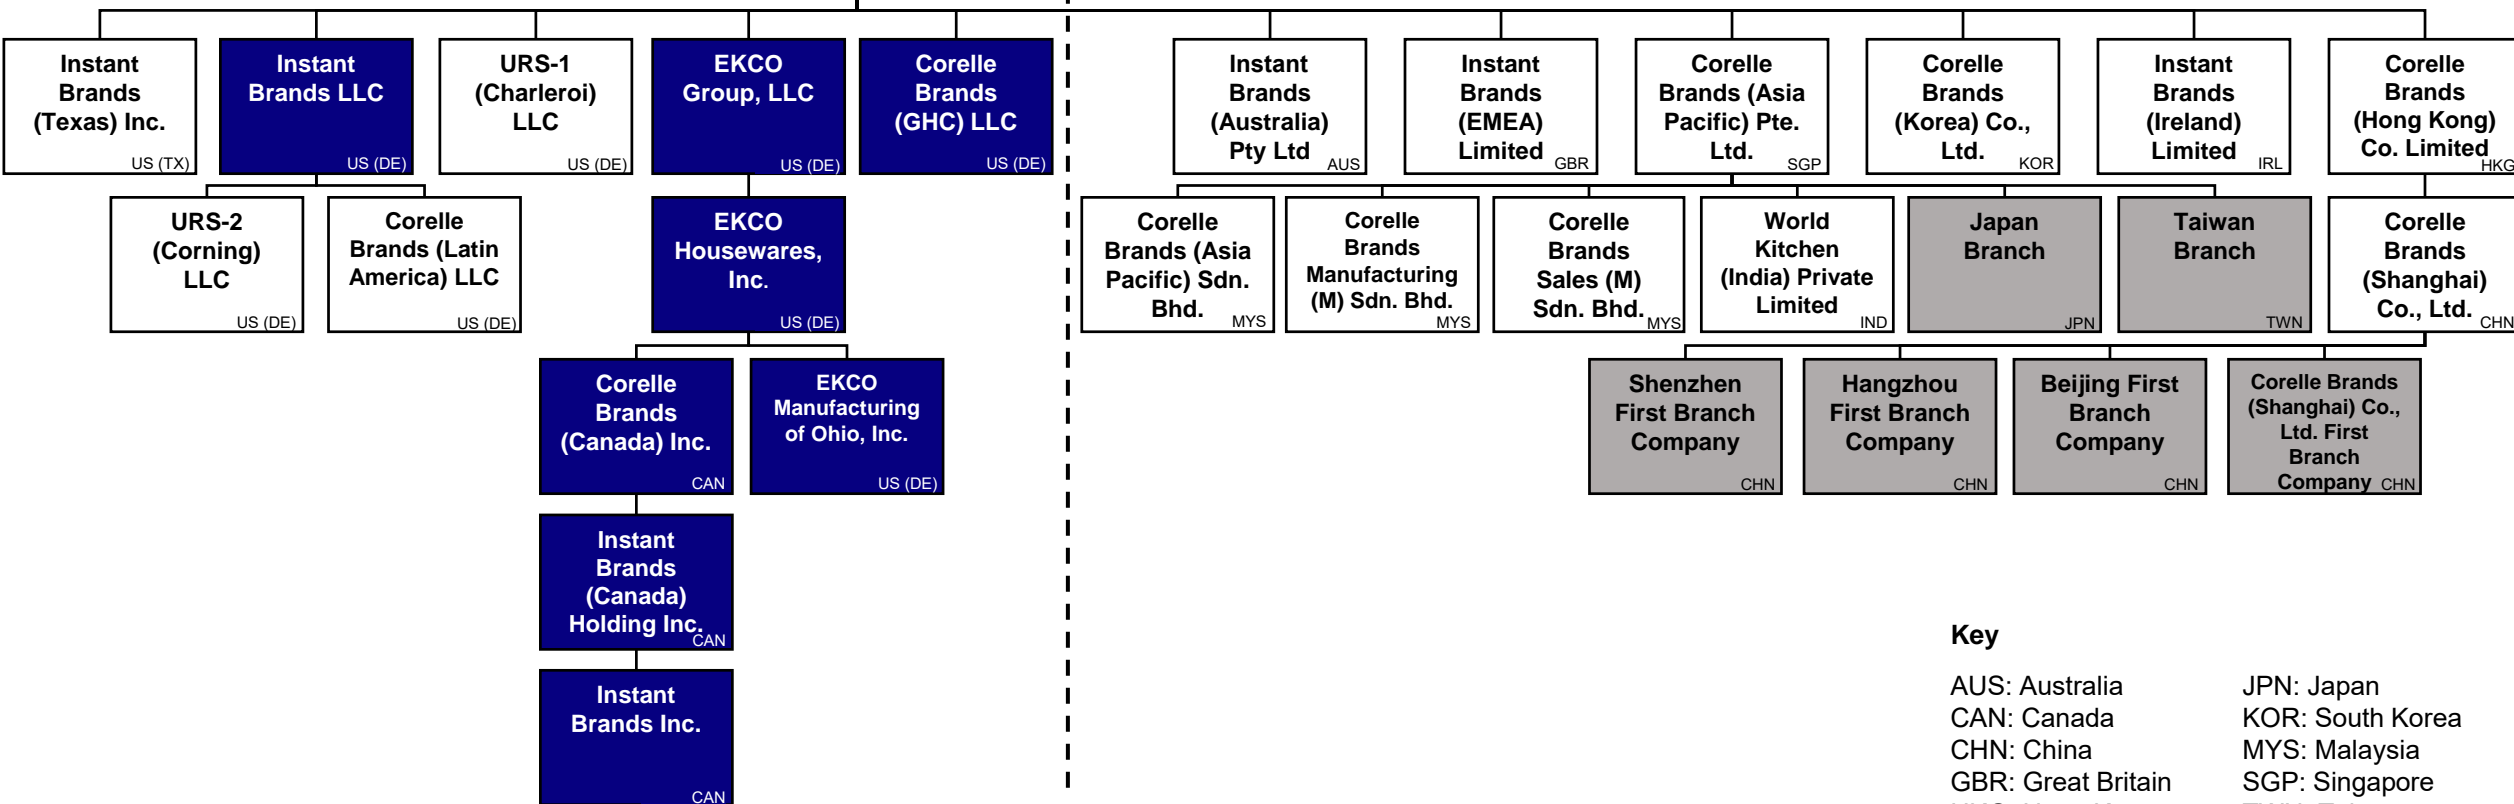 Instant
Brands
(Texas) Inc.
US (TX)
Instant
Brands LLC
US (DE)
URS-1
(Charleroi)
LLC
US (DE)
EKCO
Group, LLC
US (DE)
Corelle
Brands
(GHC) LLC
US (DE)
Instant
Brands
(Australia)
Pty Ltd
AUS
Instant
Brands
(EMEA)
Limited
GBR
Corelle
Brands (Asia
Pacific) Pte.
Ltd.
SGP
Corelle
Brands
(Korea) Co.,
Ltd.
KOR
Instant
Brands
(Ireland)
Limited
IRL
Corelle
Brands
(Hong Kong)
Co. Limited
HKG
URS-2
(Corning)
LLC
US (DE)
Corelle
Brands (Latin
America) LLC
US (DE)
EKCO
Housewares,
Inc.
US (DE)
Corelle
Brands (Asia
Pacific) Sdn.
Bhd.
MYS
Corelle
Brands
Manufacturing
(M) Sdn. Bhd.
MYS
Corelle
Brands
Sales (M)
Sdn. Bhd.
MYS
World
Kitchen
(India) Private
Limited
IND
Japan
Branch
JPN
Taiwan
Branch
TWN
Corelle
Brands
(Shanghai)
Co., Ltd.
CHN
Corelle
Brands
(Canada) Inc.
CAN
EKCO
Manufacturing
of Ohio, Inc.
US (DE)
Shenzhen
First Branch
Company
CHN
Hangzhou
First Branch
Company
CHN
Beijing First
Branch
Company
CHN
Corelle Brands
(Shanghai) Co.,
Ltd. First
Branch
Company
CHN
Instant
Brands
(Canada)
Holding Inc.
CAN
Instant
Brands Inc.
CAN
Key
AUS: Australia
CAN: Canada
CHN: China
GBR: Great Britain
JPN: Japan
KOR: South Korea
MYS: Malaysia
SGP: Singapore